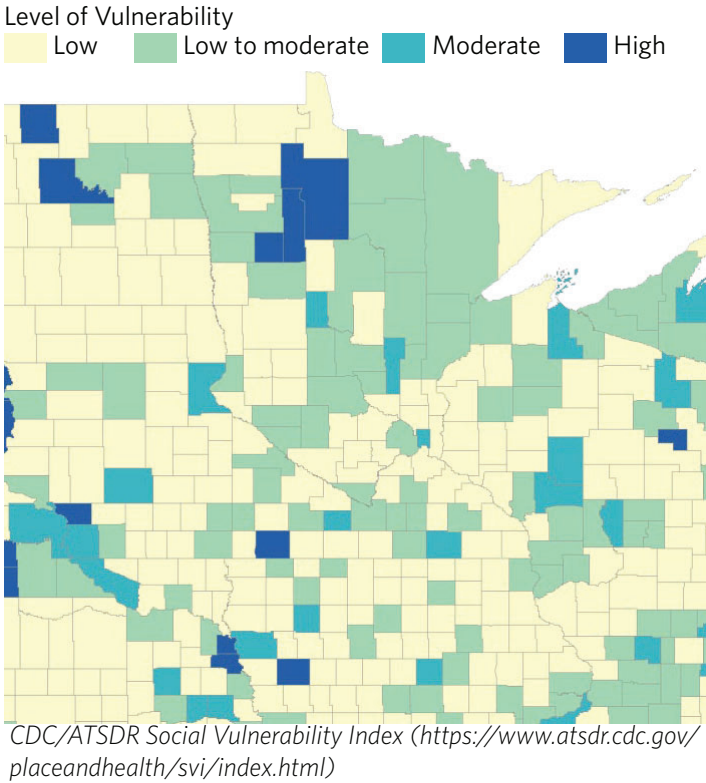 Level of Vulnerability
Low Low to moderate Moderate High
CDC/ATSDR Social Vulnerability Index (https://www.atsdr.cdc.gov/
placeandhealth/svi/index.html)